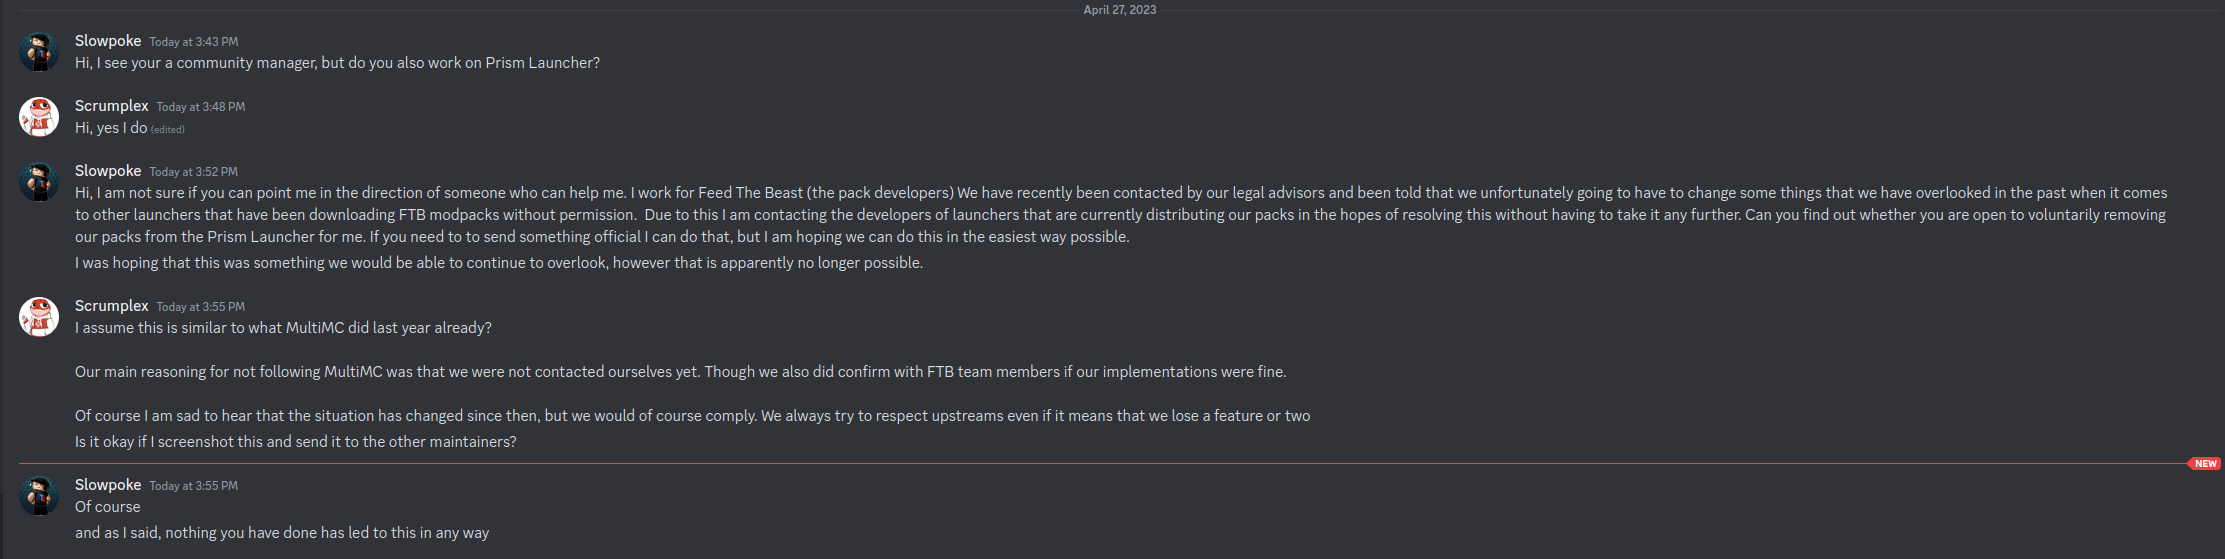 April 27, 2023
Slowpoke Today at 3:43 PM
Hi, I see your a community manager, but do you also work on Prism Launcher?
Scrumplex Today at 3:48 PM
Hi, yes I do (edited)
Slowpoke Today at 3:52 PM
Hi, I am not sure if you can point me in the direction of someone who can help me. I work for Feed The Beast (the pack developers) We have recently been contacted by our legal advisors and been told that we unfortunately going to have to change some things that we have overlooked in the past when it comes
to other launchers that have been downloading FTB modpacks without permission.  Due to this I am contacting the developers of launchers that are currently distributing our packs in the hopes of resolving this without having to take it any further. Can you find out whether you are open to voluntarily removing
our packs from the Prism Launcher for me. If you need to to send something official I can do that, but I am hoping we can do this in the easiest way possible.
I was hoping that this was something we would be able to continue to overlook, however that is apparently no longer possible.
Scrumplex Today at 3:55 PM
I assume this is similar to what MultiMC did last year already?
Our main reasoning for not following MultiMC was that we were not contacted ourselves yet. Though we also did confirm with FTB team members if our implementations were fine.
Of course I am sad to hear that the situation has changed since then, but we would of course comply. We always try to respect upstreams even if it means that we lose a feature or two
Is it okay if I screenshot this and send it to the other maintainers?
NEW
Slowpoke Today at 3:55 PM
Of course
and as I said, nothing you have done has led to this in any way